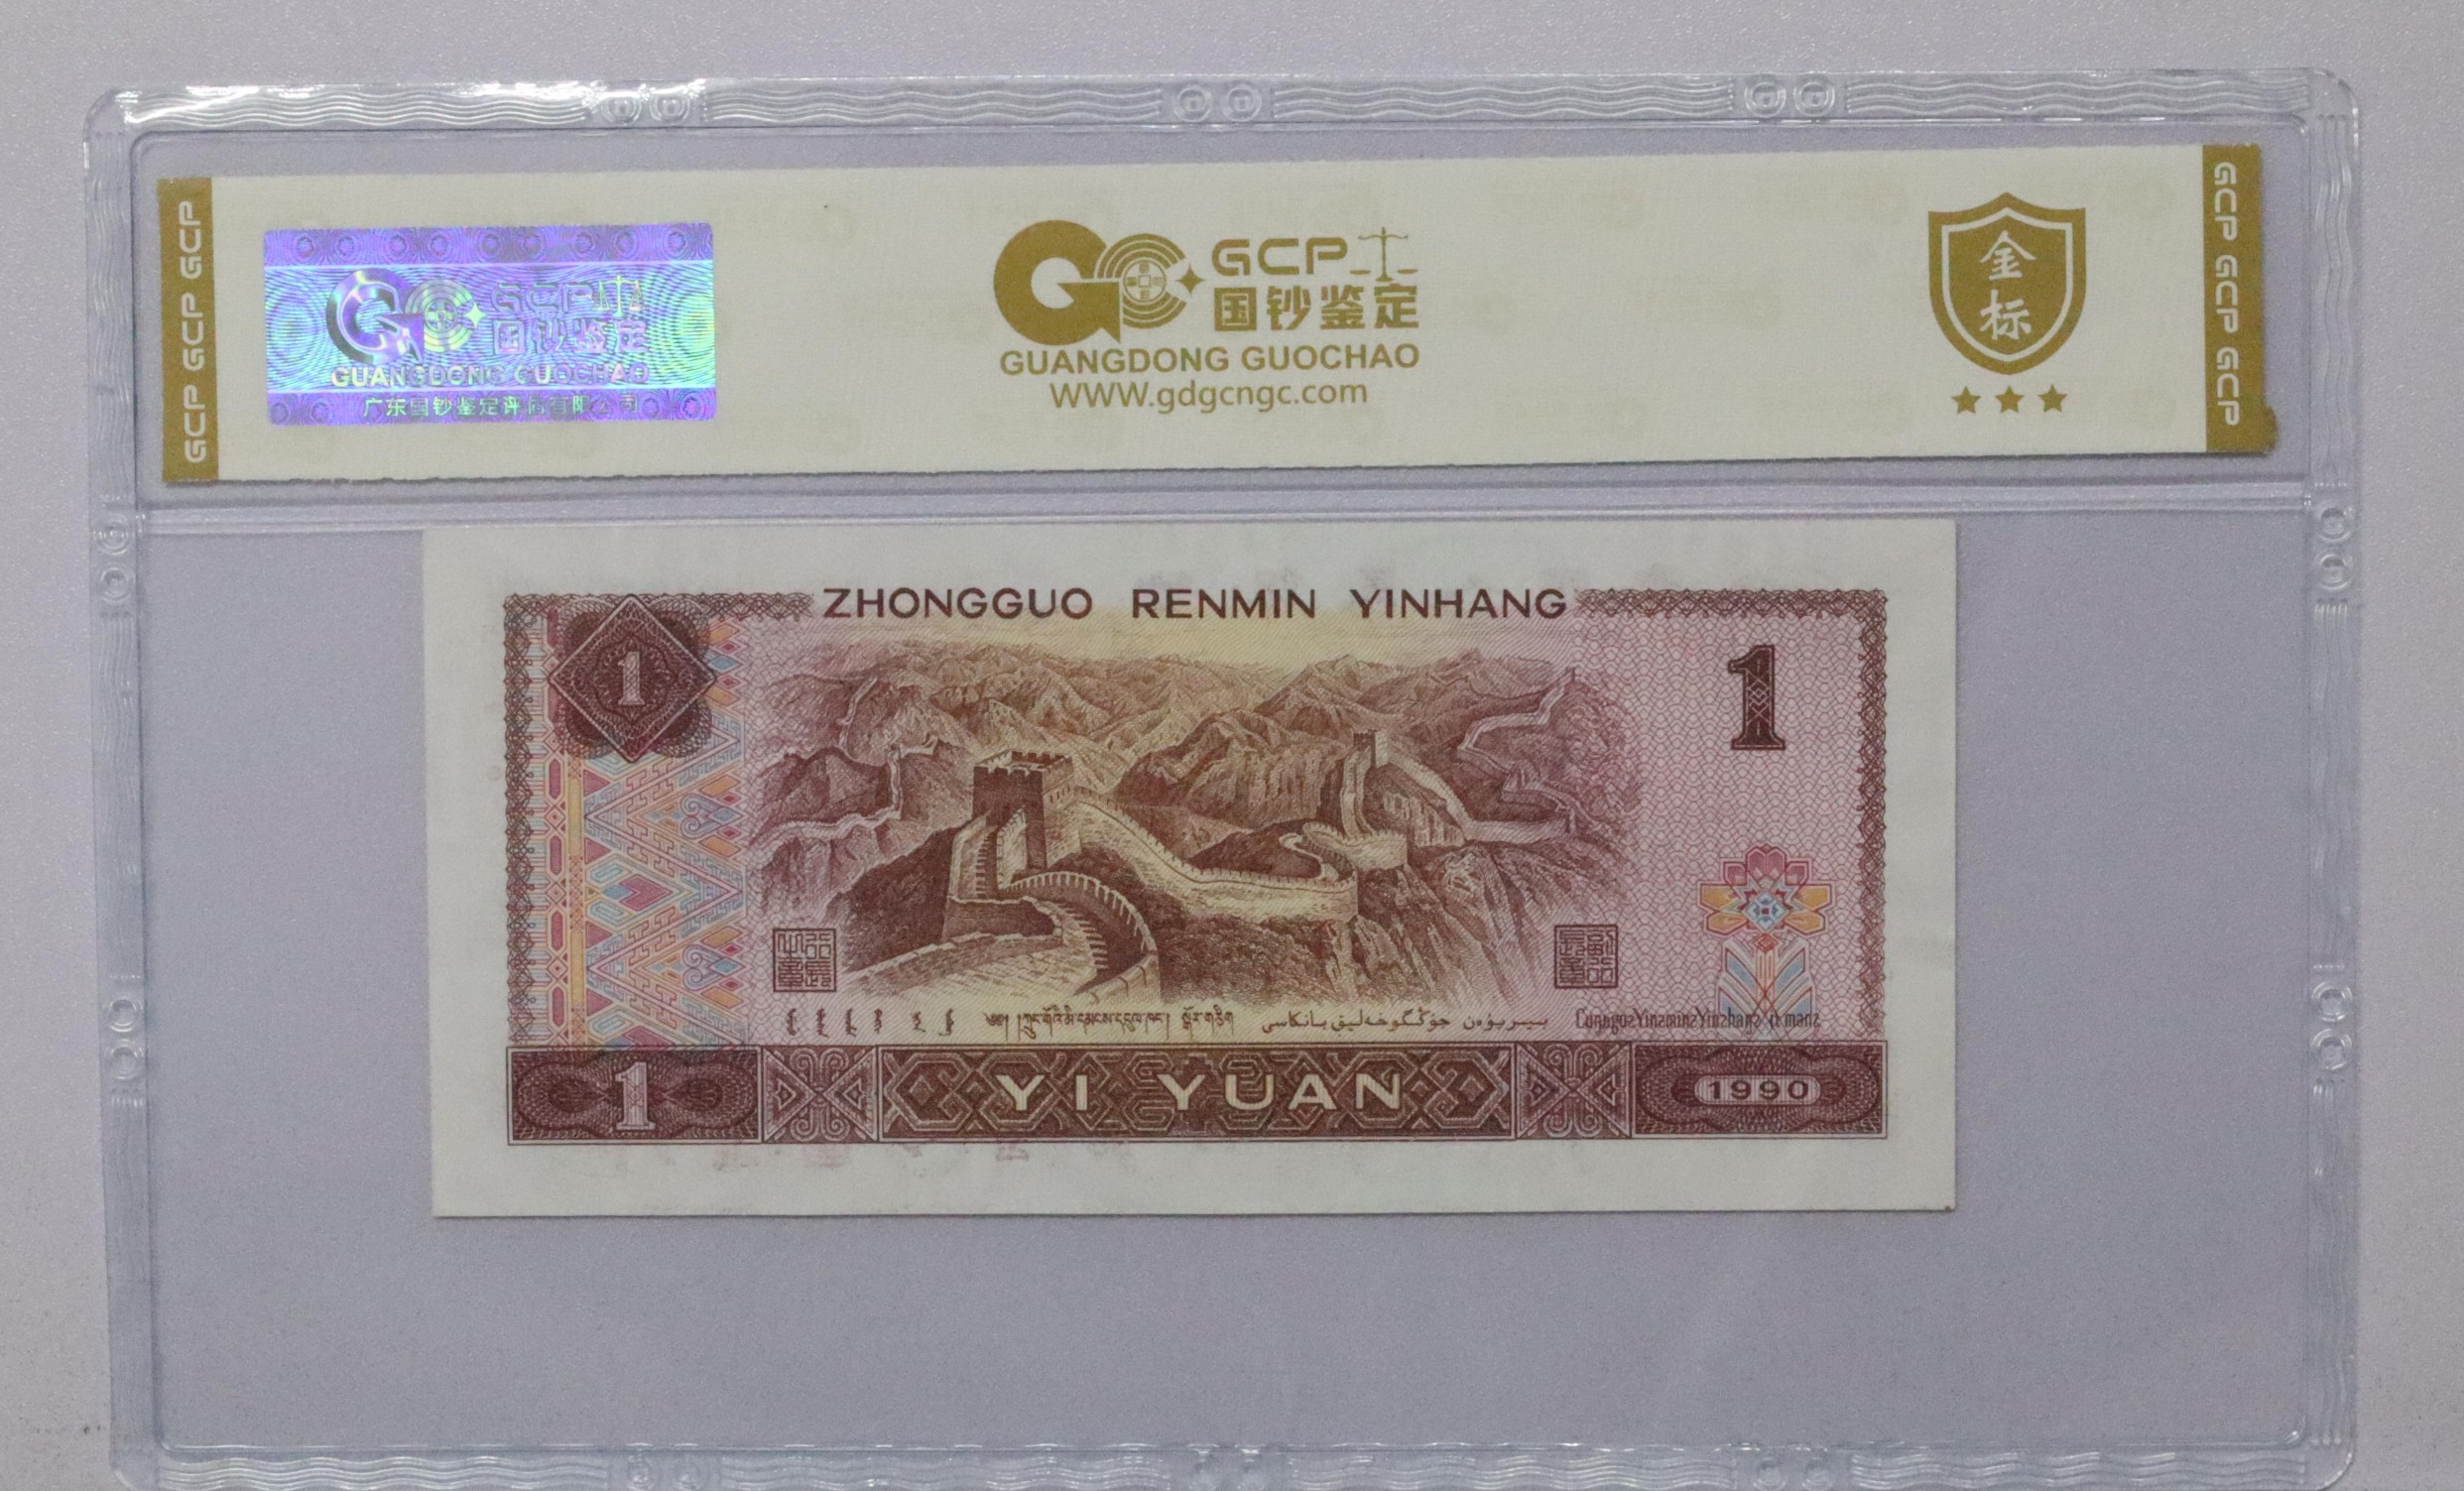 GCP GCP GCP
GCP
国钞鉴定
GUANGDONG GUOCHAO
广东国钞鉴定评估有限公司
GCP
国钞鉴定
GUANGDONG GUOCHAO
WWW.gdgcngc.com
金
标
GCP GCP GCP
ZHONGGUO RENMIN YINHANG
1
1
1
YI YUAN
1990